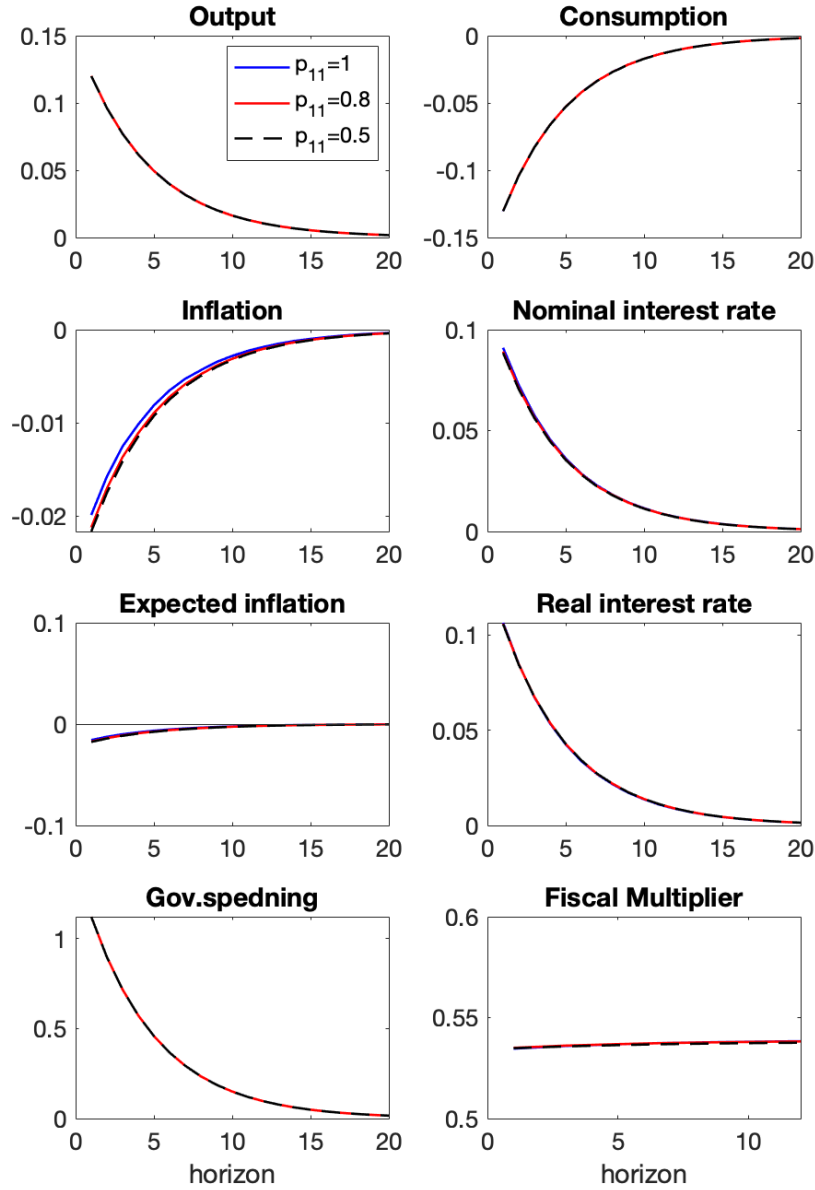 Output
0.15
0.1
0.05
0
0 5 10 15 20
p11=1
p11=0.8
p11=0.5
Consumption
0
-0.05
-0.1
-0.15
0 5 10 15 20
Inflation
0
-0.01
-0.02
0 5 10 15 20
Nominal interest rate
0.1
0.05
0
0 5 10 15 20
Expected inflation
0.1
0
-0.1
0 5 10 15 20
Real interest rate
0.1
0.05
0
0 5 10 15 20
Gov.spedning
1
0.5
0
0 5 10 15 20
horizon
Fiscal Multiplier
0.6
0.55
0.5
0 5 10
horizon